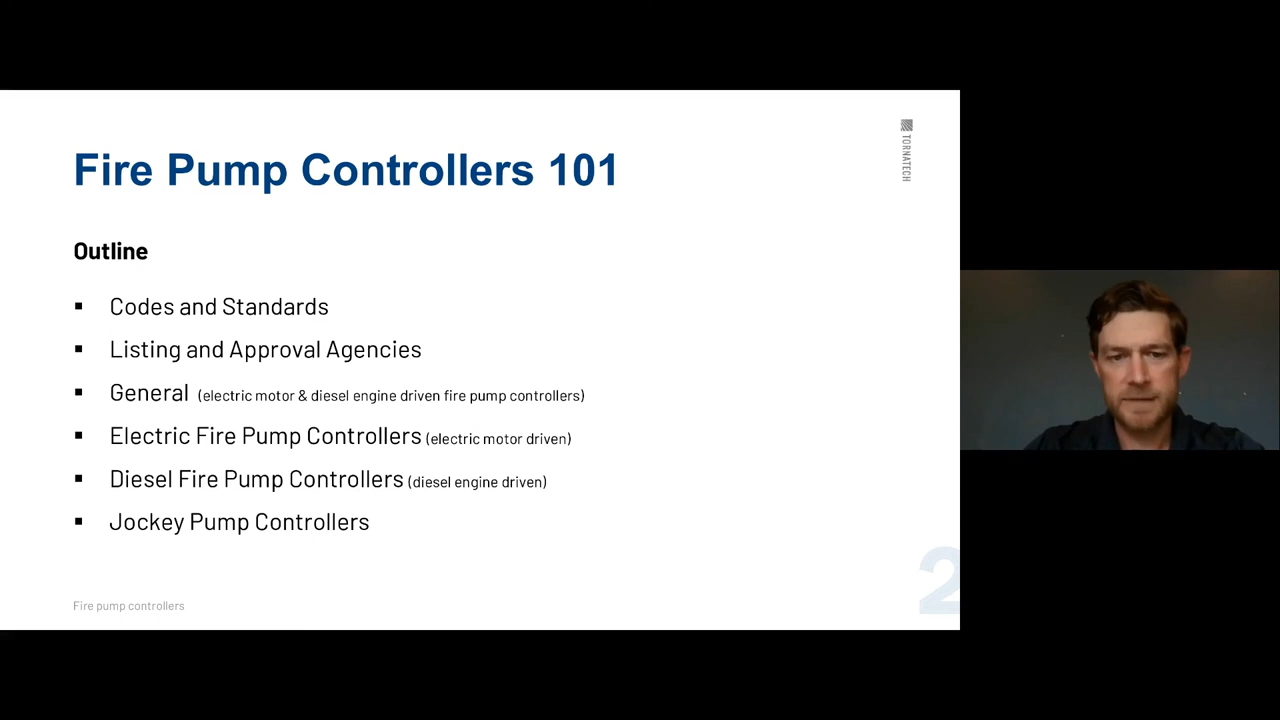 Fire Pump Controllers 101
TORNATECH
Outline
▪ Codes and Standards
▪ Listing and Approval Agencies
▪ General (electric motor & diesel engine driven fire pump controllers)
▪ Electric Fire Pump Controllers (electric motor driven)
▪ Diesel Fire Pump Controllers (diesel engine driven)
▪ Jockey Pump Controllers
Fire pump controllers
2